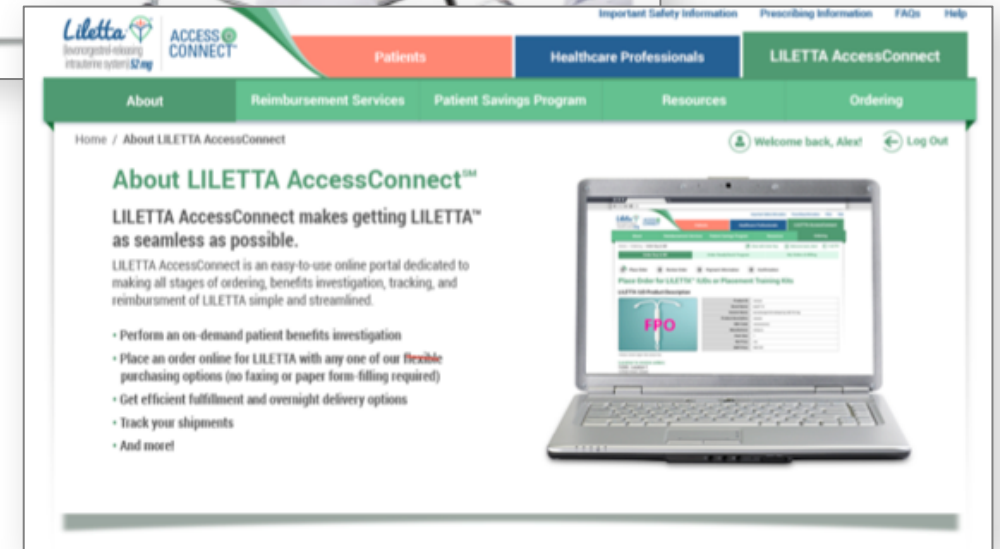 Important Safety Information Prescribing Information FAQs Help
Liletta
levonorgestrel-releasing
intrauterine system) 52 mg
ACCESS
CONNECT
Patients Healthcare Professionals LILETTA AccessConnect
About Reimbursement Services Patient Savings Program Resources Ordering
Home / About LILETTA AccessConnect
Welcome back, Alex! Log Out
About LILETTA AccessConnect℠
LILETTA AccessConnect makes getting LILETTA™
as seamless as possible.
LILETTA AccessConnect is an easy-to-use online portal dedicated to
making all stages of ordering, benefits investigation, tracking, and
reimbursment of LILETTA simple and streamlined.
• Perform an on-demand patient benefits investigation
• Place an order online for LILETTA with any one of our flexible
purchasing options (no faxing or paper form-filling required)
• Get efficient fulfillment and overnight delivery options
• Track your shipments
• And more!
Place Order for LILETTA™ IUDs or Placement Training Kits
LILETTA IUD Product Description
FPO